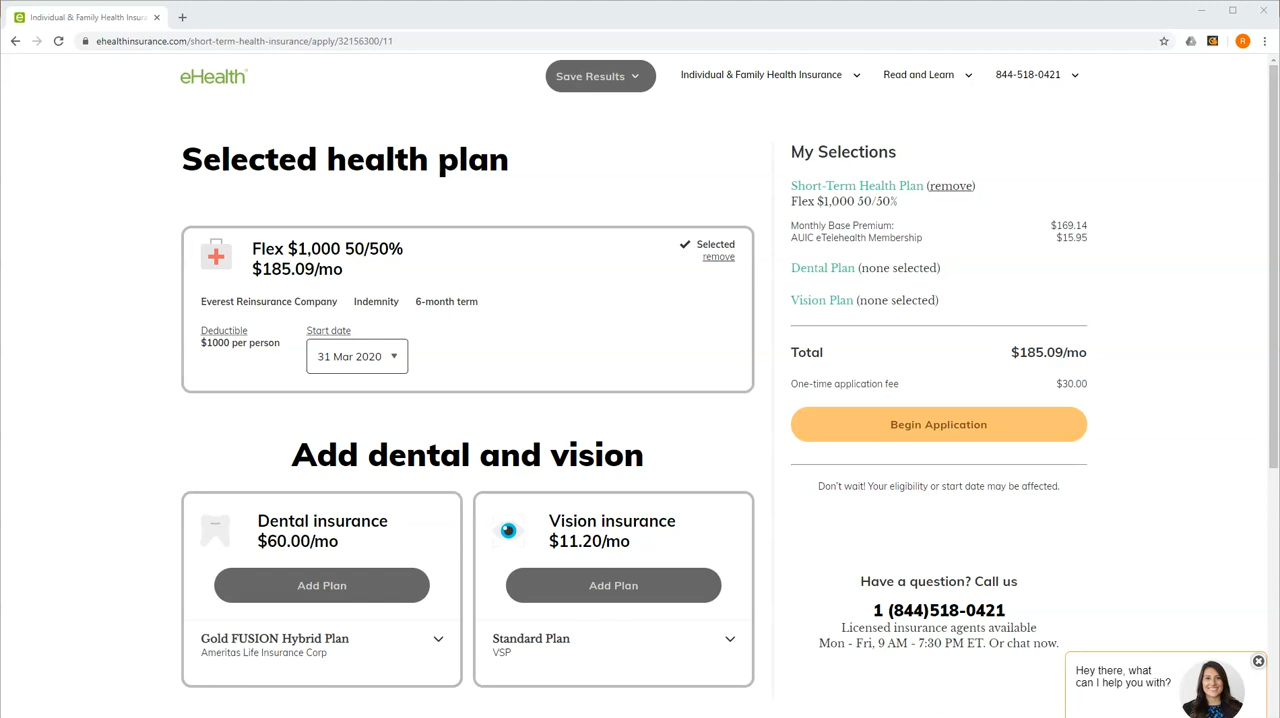 Individual & Family Health Insura
ehealthinsurance.com/short-term-health-insurance/apply/32156300/11
R
eHealth
Save Results
Individual & Family Health Insurance
Read and Learn
844-518-0421
Selected health plan
Flex $1,000 50/50%
$185.09/mo
Selected
remove
Everest Reinsurance Company Indemnity 6-month term
Deductible
$1000 per person
Start date
31 Mar 2020
Add dental and vision
Dental insurance
$60.00/mo
Add Plan
Gold FUSION Hybrid Plan
Ameritas Life Insurance Corp
Vision insurance
$11.20/mo
Add Plan
Standard Plan
VSP
My Selections
Short-Term Health Plan (remove)
Flex $1,000 50/50%
Monthly Base Premium: $169.14
AUIC eTelehealth Membership $15.95
Dental Plan (none selected)
Vision Plan (none selected)
Total $185.09/mo
One-time application fee $30.00
Begin Application
Don't wait! Your eligibility or start date may be affected.
Have a question? Call us
1 (844)518-0421
Licensed insurance agents available
Mon - Fri, 9 AM - 7:30 PM ET. Or chat now.
Hey there, what
can I help you with?